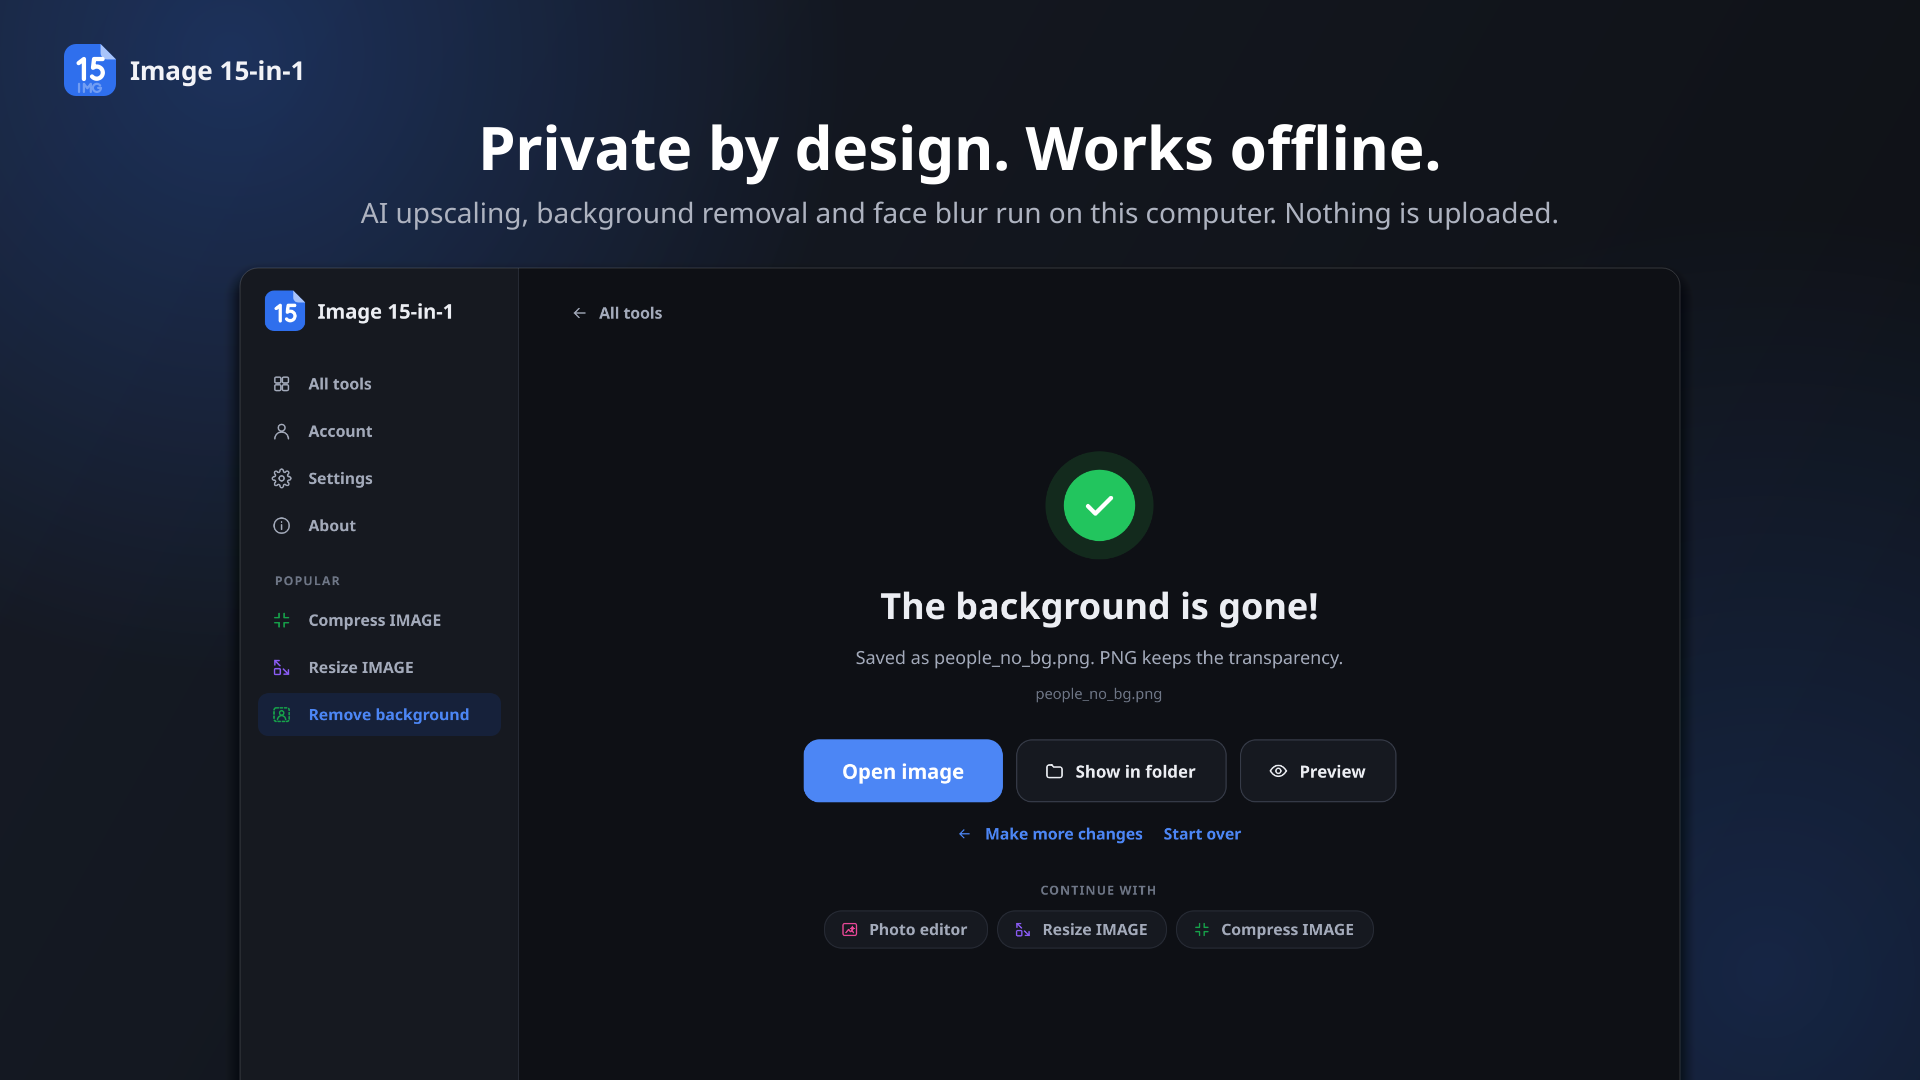 15
IMG
Image 15-in-1
Private by design. Works offline.
AI upscaling, background removal and face blur run on this computer. Nothing is uploaded.
15
Image 15-in-1
All tools
Account
Settings
About
POPULAR
Compress IMAGE
Resize IMAGE
Remove background
← All tools
The background is gone!
Saved as people_no_bg.png. PNG keeps the transparency.
people_no_bg.png
Open image
Show in folder
Preview
← Make more changes
Start over
CONTINUE WITH
Photo editor
Resize IMAGE
Compress IMAGE